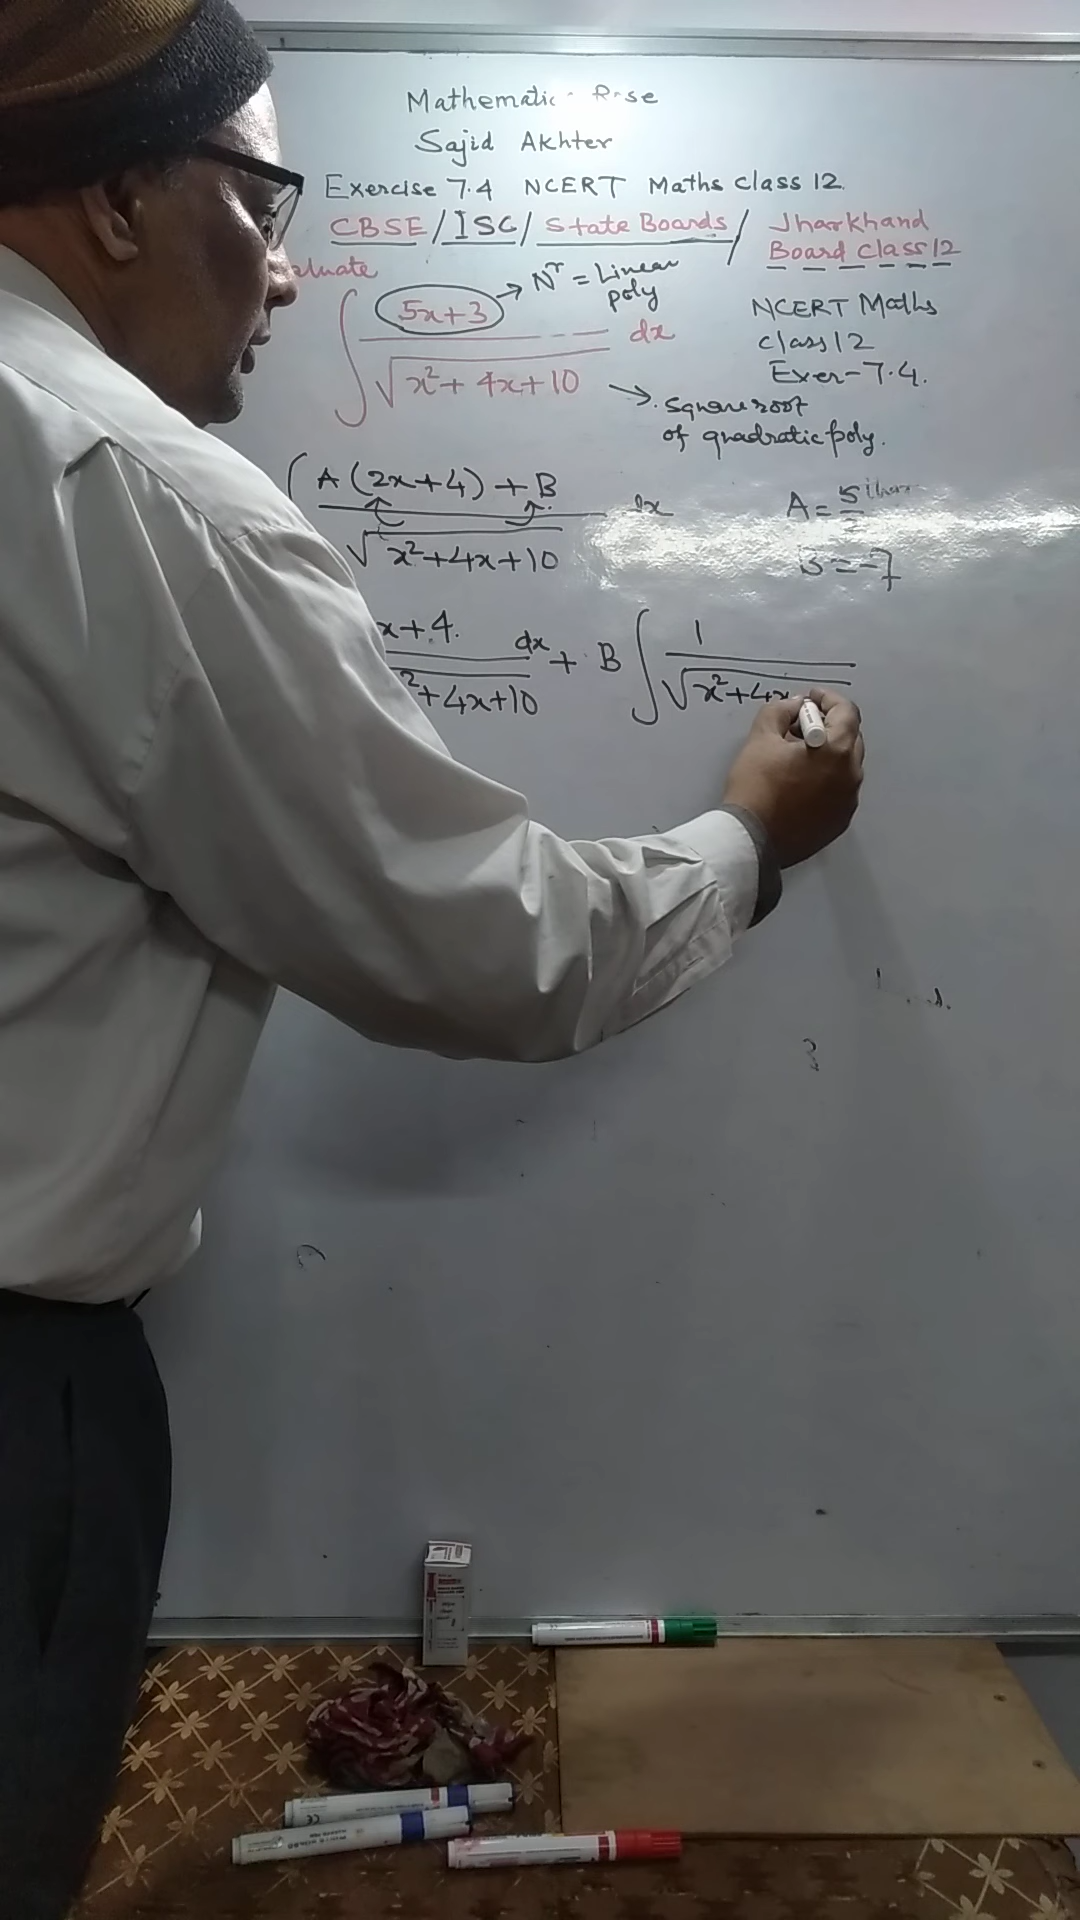 Mathematic
Sajid Akhter
Exercise 7.4 NCERT Maths Class 12
CBSE/ISC/State Boards/ Jharkhand
Board Class 12
aluate
Nʳ = Linear
poly
∫ 5x+3 / √x²+4x+10 dx
NCERT Maths
Class 12
Exer-7.4.
Square root
of quadratic poly.
∫ A(2x+4)+B / √x²+4x+10 dx
A = 5/2
B = -7
x+4 / ²+4x+10 dx + B ∫ 1 / √x²+4x